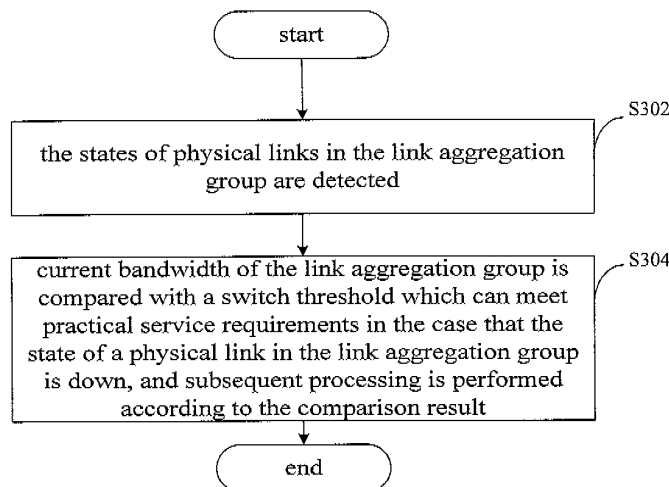 start
S302
the states of physical links in the link aggregation
group are detected
S304
current bandwidth of the link aggregation group is
compared with a switch threshold which can meet
practical service requirements in the case that the
state of a physical link in the link aggregation group
is down, and subsequent processing is performed
according to the comparison result
end